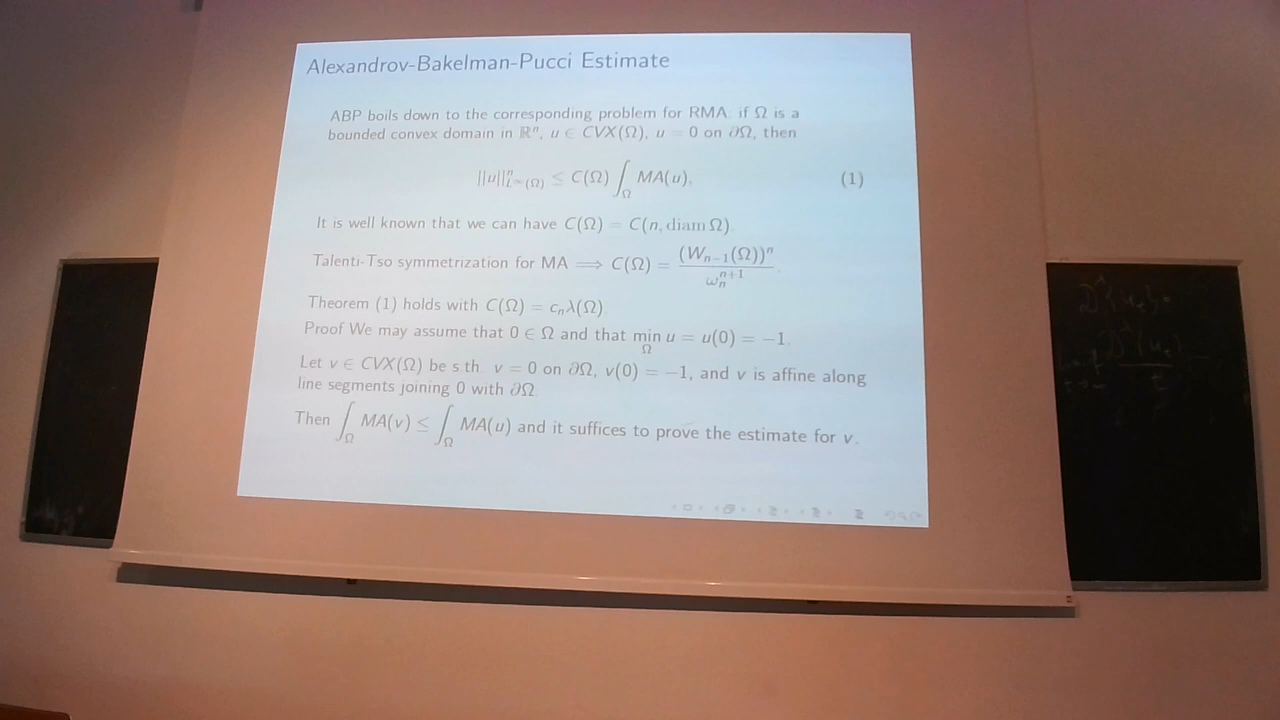 Alexandrov-Bakelman-Pucci Estimate
ABP boils down to the corresponding problem for RMA: if Ω is a
bounded convex domain in ℝⁿ, u ∈ CVX(Ω), u = 0 on ∂Ω, then
||u||ⁿ_{L^∞(Ω)} ≤ C(Ω) ∫_Ω MA(u), (1)
It is well known that we can have C(Ω) = C(n, diam Ω).
Talenti-Tso symmetrization for MA ⟹ C(Ω) = (W_{n−1}(Ω))ⁿ / ω_n^{n+1}.
Theorem (1) holds with C(Ω) = c_nλ(Ω)
Proof We may assume that 0 ∈ Ω and that min_Ω u = u(0) = −1.
Let v ∈ CVX(Ω) be s.th. v = 0 on ∂Ω, v(0) = −1, and v is affine along
line segments joining 0 with ∂Ω.
Then ∫_Ω MA(v) ≤ ∫_Ω MA(u) and it suffices to prove the estimate for v.